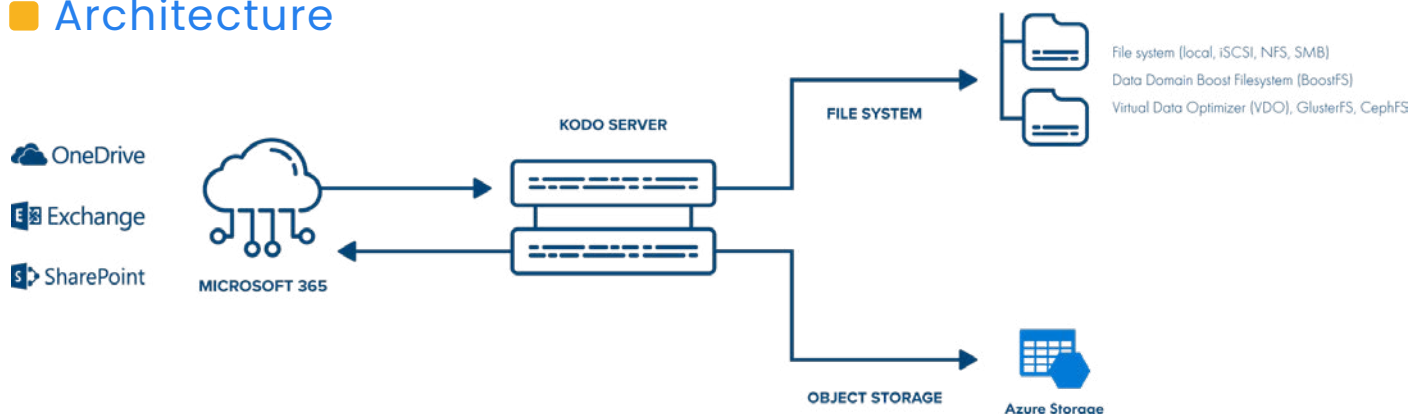 Architecture
File system (local, iSCSI, NFS, SMB)
Data Domain Boost Filesystem (BoostFS)
Virtual Data Optimizer (VDO), GlusterFS, CephFS
FILE SYSTEM
KODO SERVER
OneDrive
E Exchange
S SharePoint
MICROSOFT 365
OBJECT STORAGE
Azure Storage